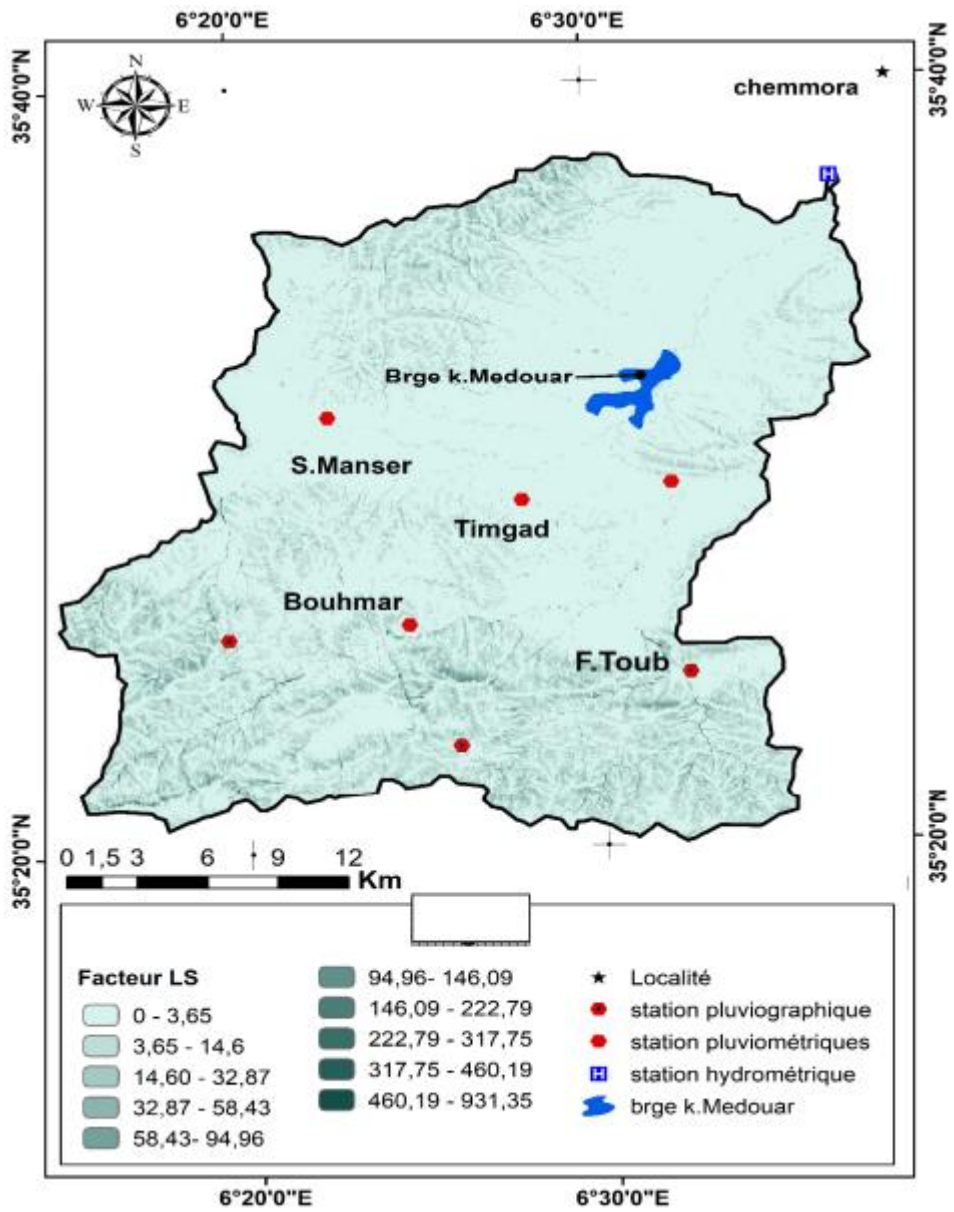 6°20'0"E 6°30'0"E
35°40'0"N
35°40'0"N
N
W E
S
chemmora
H
Brge k.Medouar
S.Manser
Timgad
Bouhmar
F.Toub
35°20'0"N
35°20'0"N
0 1,5 3 6 9 12
Km
Facteur LS
0 - 3,65
3,65 - 14,6
14,60 - 32,87
32,87 - 58,43
58,43- 94,96
94,96- 146,09
146,09 - 222,79
222,79 - 317,75
317,75 - 460,19
460,19 - 931,35
Localité
station pluviographique
station pluviométriques
H station hydrométrique
brge k.Medouar
6°20'0"E 6°30'0"E